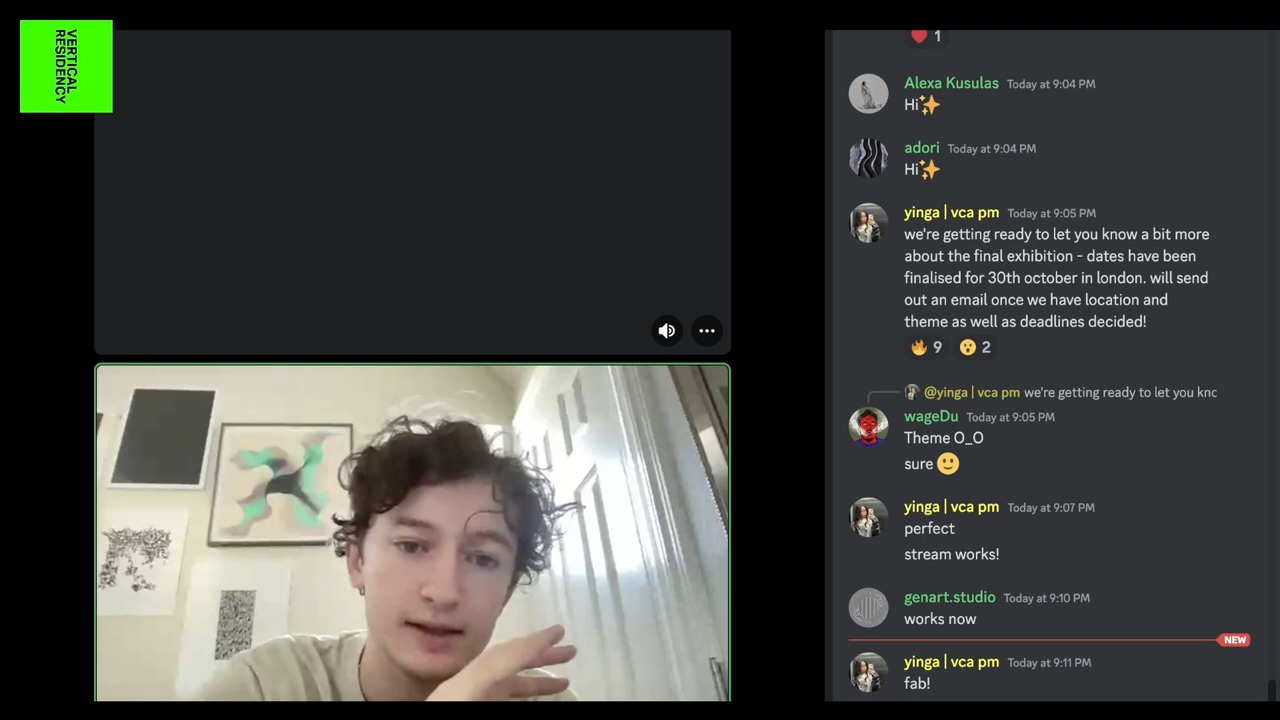 VERTICAL
RESIDENCY
1
Alexa Kusulas Today at 9:04 PM
Hi✨
adori Today at 9:04 PM
Hi✨
yinga | vca pm Today at 9:05 PM
we're getting ready to let you know a bit more
about the final exhibition - dates have been
finalised for 30th october in london. will send
out an email once we have location and
theme as well as deadlines decided!
🔥 9 😮 2
@yinga | vca pm we're getting ready to let you knc
wageDu Today at 9:05 PM
Theme O_O
sure 🙂
yinga | vca pm Today at 9:07 PM
perfect
stream works!
genart.studio Today at 9:10 PM
works now
NEW
yinga | vca pm Today at 9:11 PM
fab!